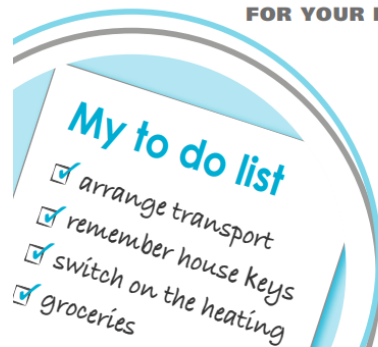 FOR YOUR
My to do list
arrange transport
remember house keys
switch on the heating
groceries